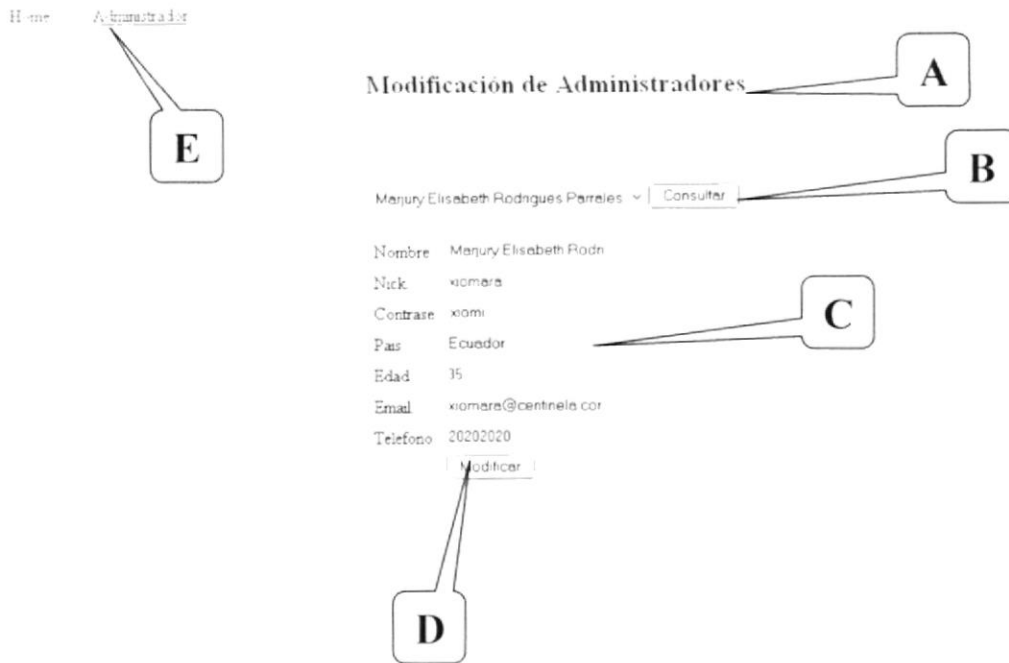 Home Administrador
Modificación de Administradores
A
E
B
Marjury Elisabeth Rodrigues Parrales Consultar
Nombre Marjury Elisabeth Rodri
Nick xiomara
Contrase xiomi
C
Pais Ecuador
Edad 35
Email xiomara@centinela.cor
Telefono 20202020
Modificar
D